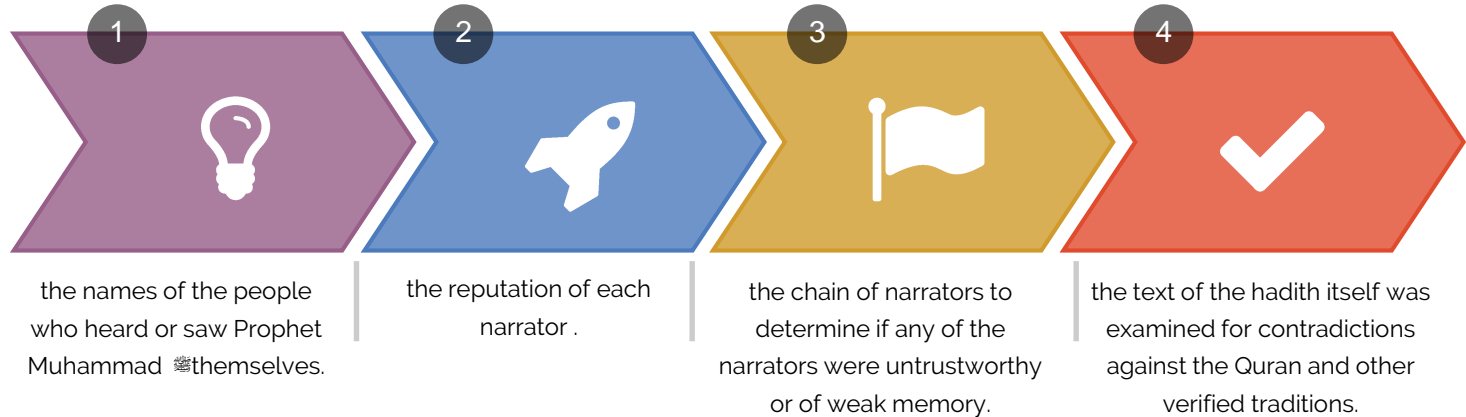 1
2
3
4
the names of the people
who heard or saw Prophet
Muhammad ﷺthemselves.
the reputation of each
narrator .
the chain of narrators to
determine if any of the
narrators were untrustworthy
or of weak memory.
the text of the hadith itself was
examined for contradictions
against the Quran and other
verified traditions.